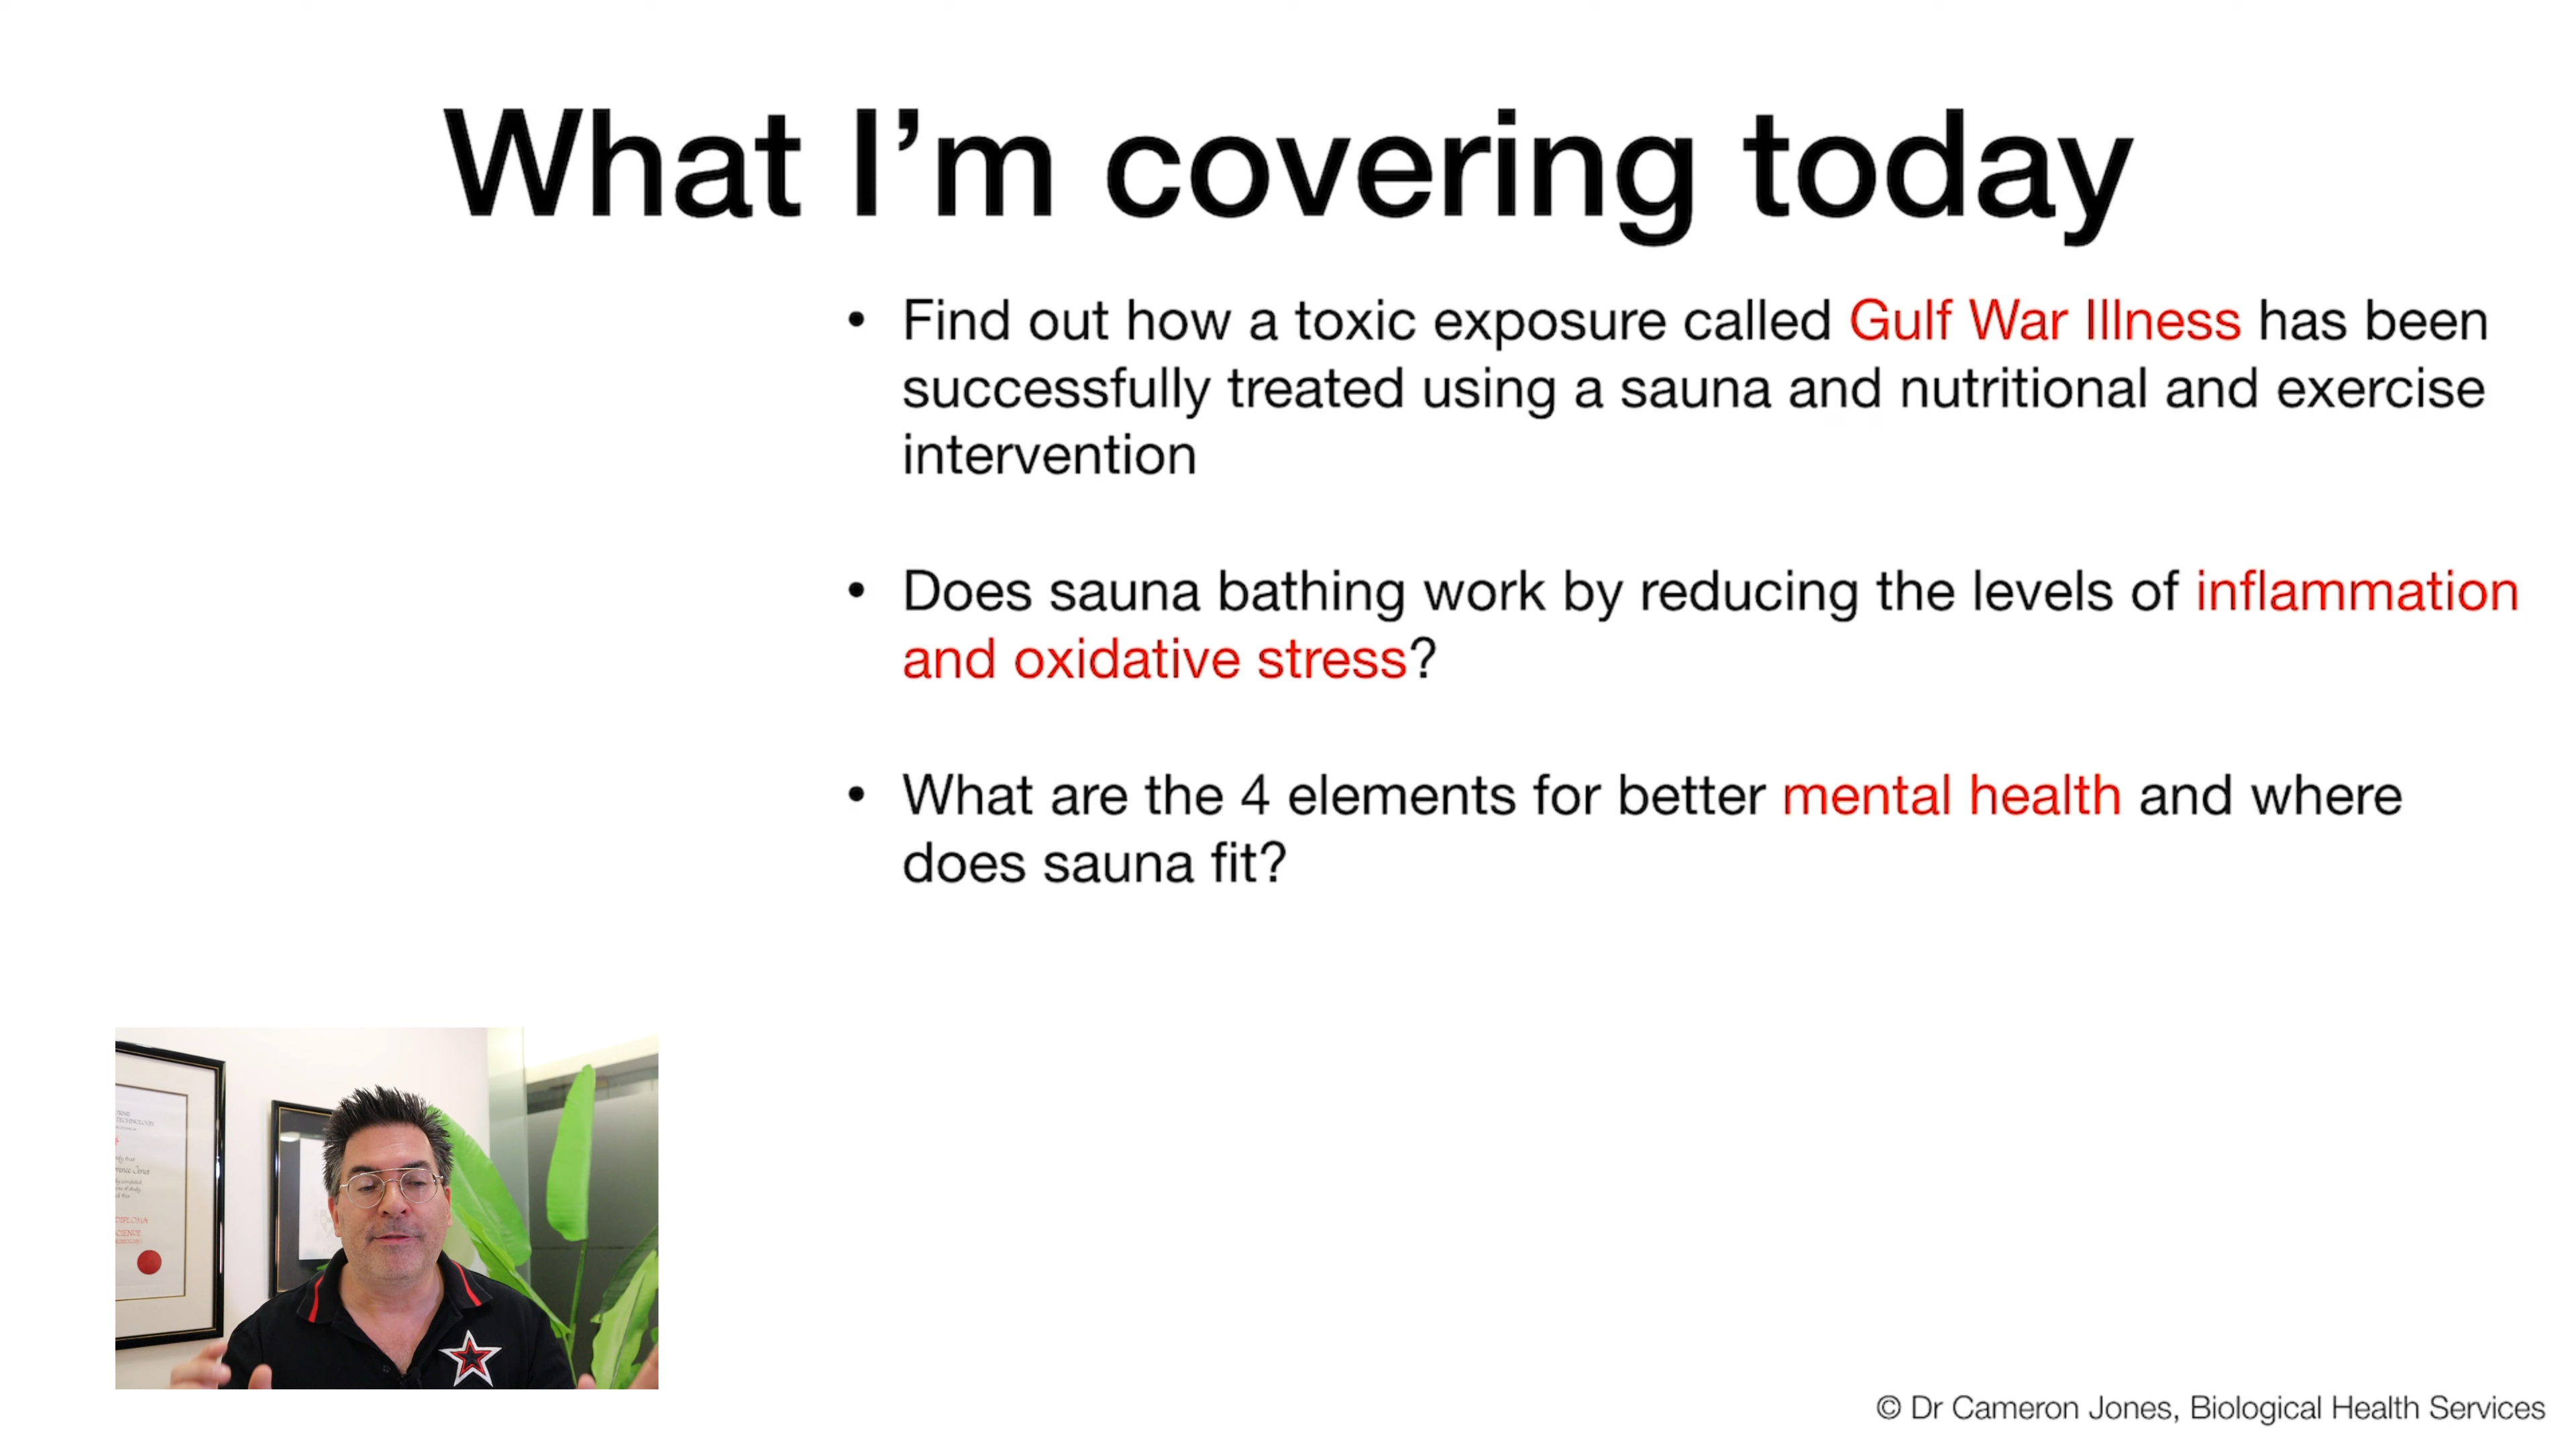 What I’m covering today
• Find out how a toxic exposure called Gulf War Illness has been
successfully treated using a sauna and nutritional and exercise
intervention
• Does sauna bathing work by reducing the levels of inflammation
and oxidative stress?
• What are the 4 elements for better mental health and where
does sauna fit?
© Dr Cameron Jones, Biological Health Services